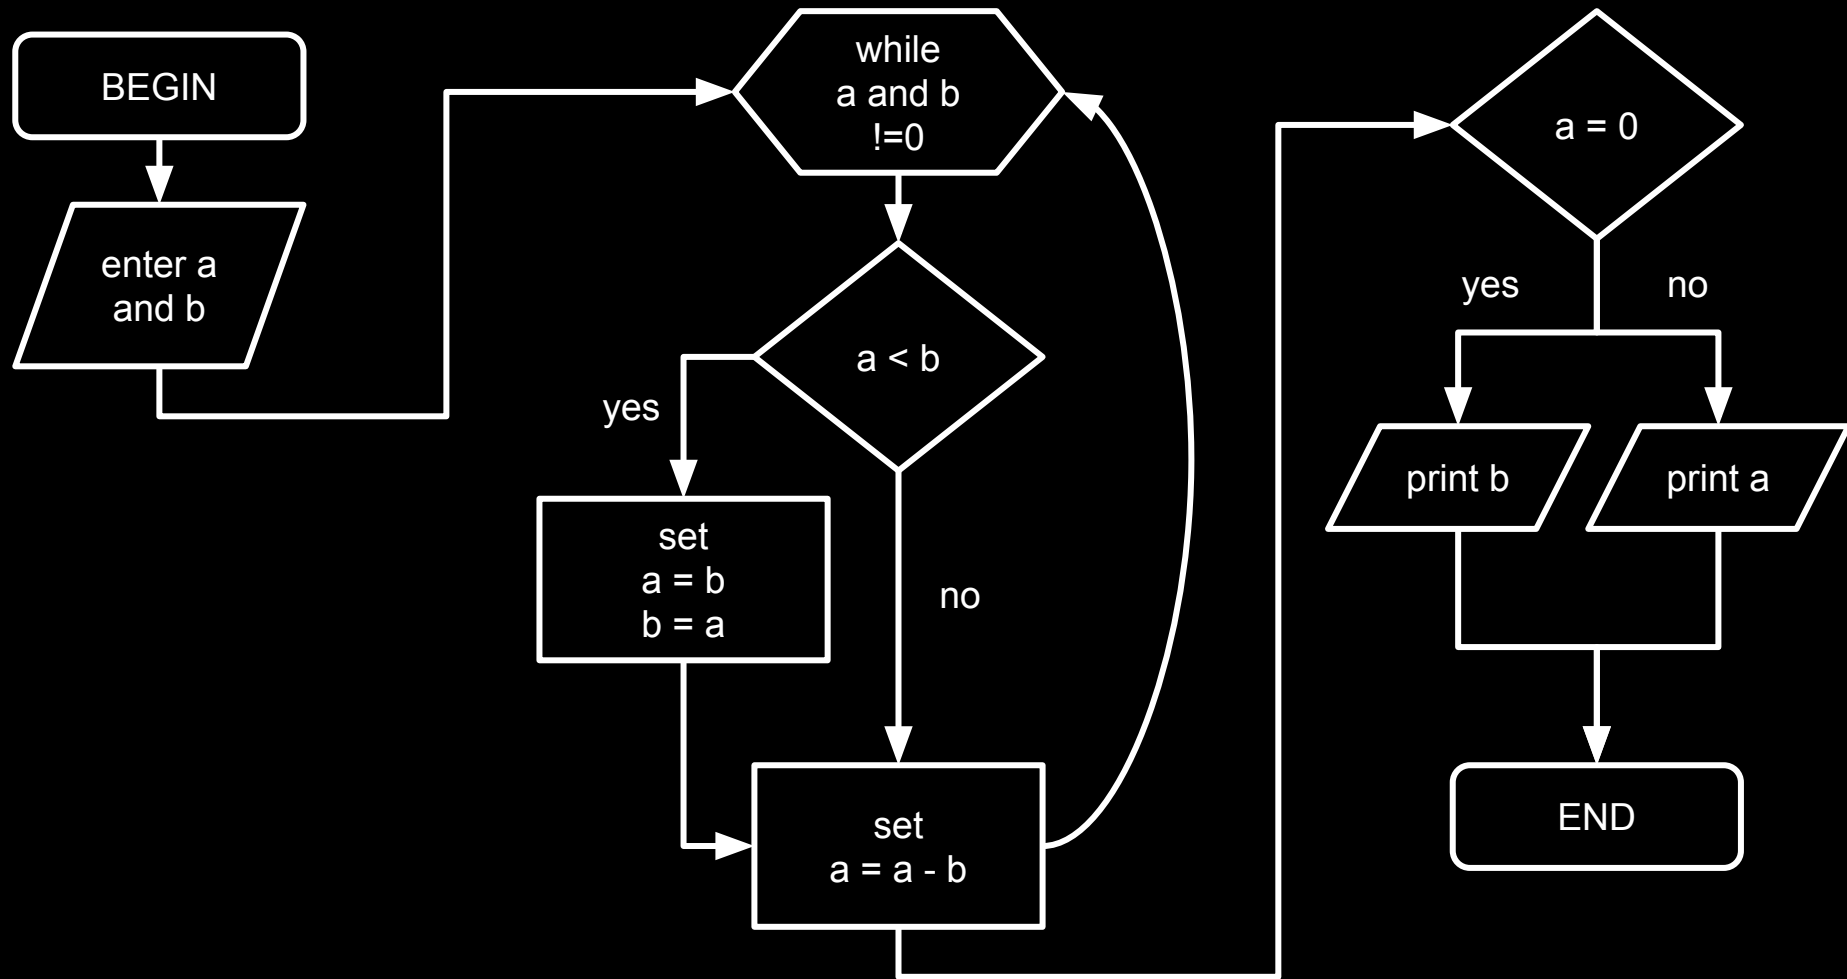 BEGIN
enter a
and b
while
a and b
!=0
a < b
yes
set
a = b
b = a
no
set
a = a - b
a = 0
yes
no
print b
print a
END